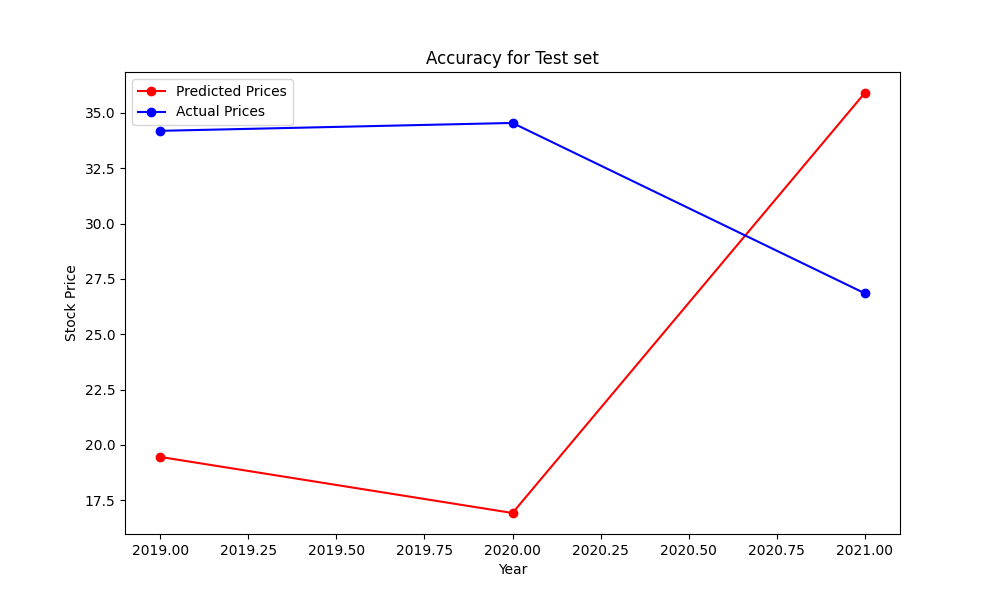 Accuracy for Test set
Predicted Prices
Actual Prices
35.0
32.5
30.0
27.5
25.0
22.5
20.0
17.5
Stock Price
2019.00 2019.25 2019.50 2019.75 2020.00 2020.25 2020.50 2020.75 2021.00
Year